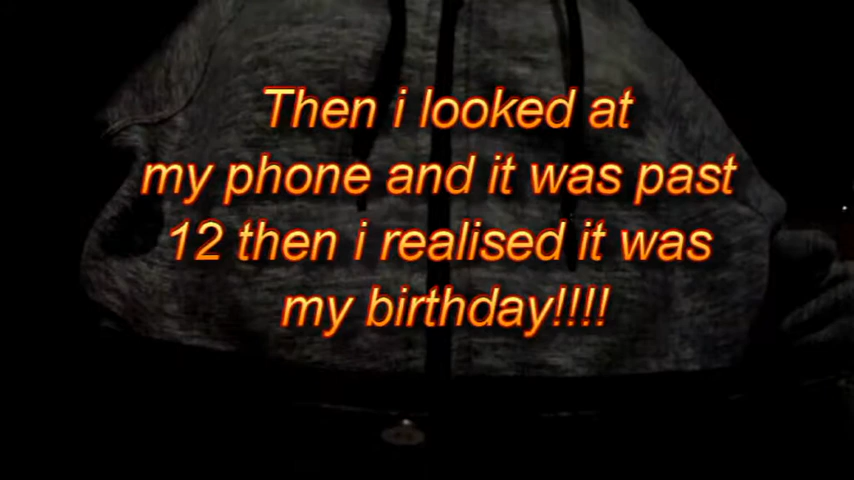 Then i looked at
my phone and it was past
12 then i realised it was
my birthday!!!!